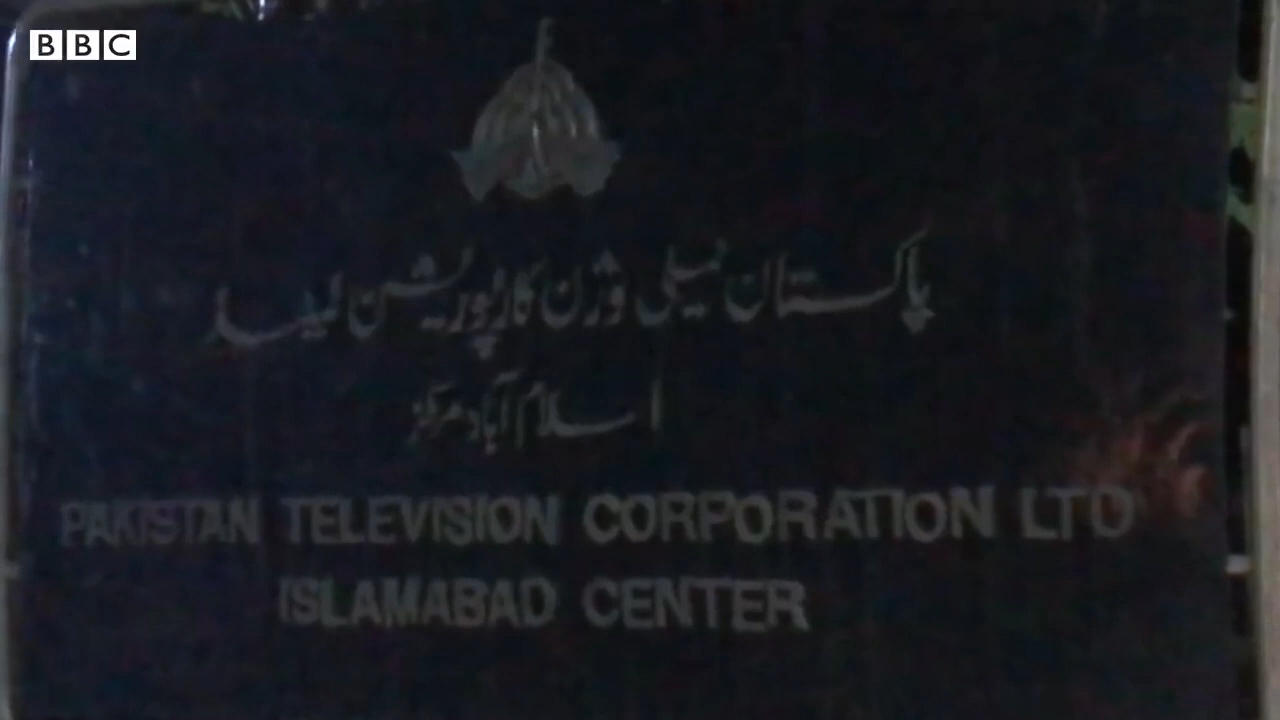 BBC
پاکستان ٹیلی وژن کارپوریشن لمیٹڈ
اسلام آباد مرکز
PAKISTAN TELEVISION CORPORATION LTD
ISLAMABAD CENTER